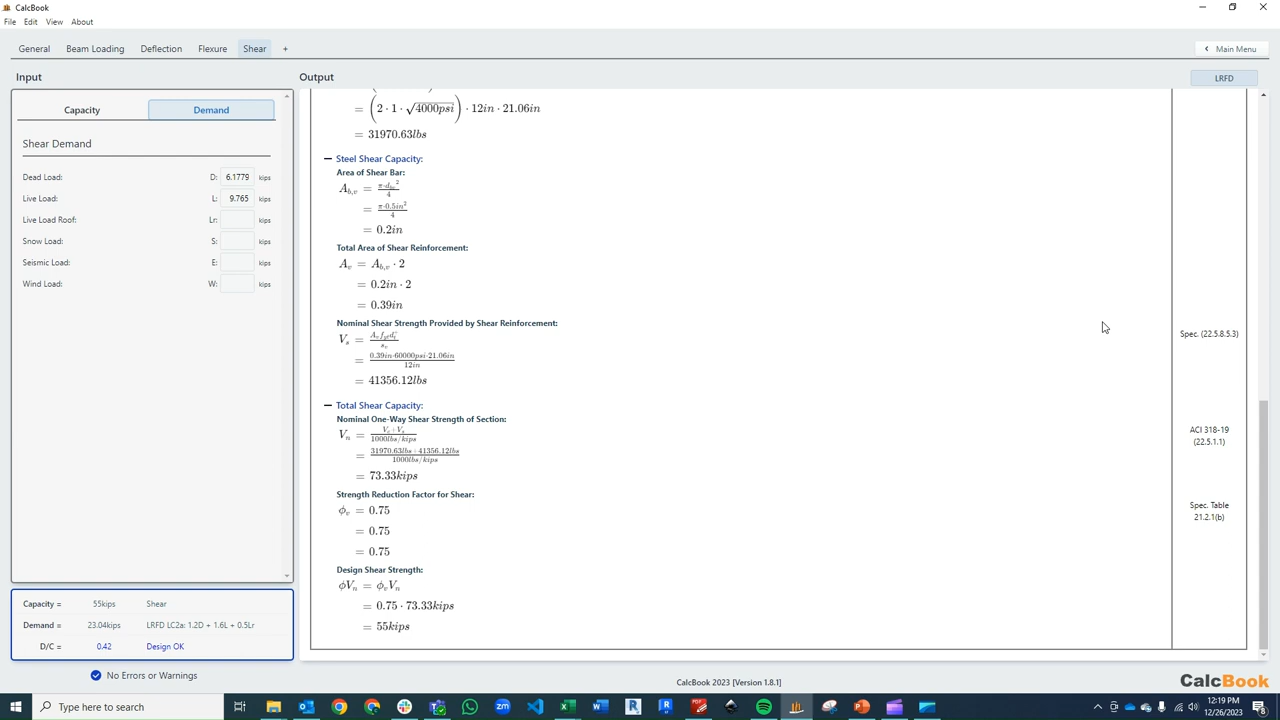 CalcBook
File Edit View About
General Beam Loading Deflection Flexure Shear +
Main Menu
Input
Output
LRFD
Capacity Demand
Shear Demand
Dead Load: D: 6.1779 kips
Live Load: L: 9.765 kips
Live Load Roof: Lr: kips
Snow Load: S: kips
Seismic Load: E: kips
Wind Load: W: kips
Capacity = 55kips Shear
Demand = 23.04kips LRFD LC2a: 1.2D + 1.6L + 0.5Lr
D/C = 0.42 Design OK
No Errors or Warnings
= (2 · 1 · √4000psi) · 12in · 21.06in
= 31970.63lbs
Steel Shear Capacity:
Area of Shear Bar:
A_{b,v} = π·d_{bv}²/4
= π·0.5in²/4
= 0.2in
Total Area of Shear Reinforcement:
A_v = A_{b,v} · 2
= 0.2in · 2
= 0.39in
Nominal Shear Strength Provided by Shear Reinforcement:
= 0.39in·60000psi·21.06in/12in
= 41356.12lbs
Spec. (22.5.8.5.3)
Total Shear Capacity:
Nominal One-Way Shear Strength of Section:
V_n = V_c+V_s/1000lbs/kips
= 31970.63lbs+41356.12lbs/1000lbs/kips
= 73.33kips
ACI 318-19
(22.5.1.1)
Strength Reduction Factor for Shear:
ϕ_v = 0.75
= 0.75
= 0.75
Spec. Table
21.2.1(b)
Design Shear Strength:
ϕV_n = ϕ_vV_n
= 0.75 · 73.33kips
= 55kips
CalcBook 2023 [Version 1.8.1]
CalcBook
Type here to search
12:19 PM
12/26/2023